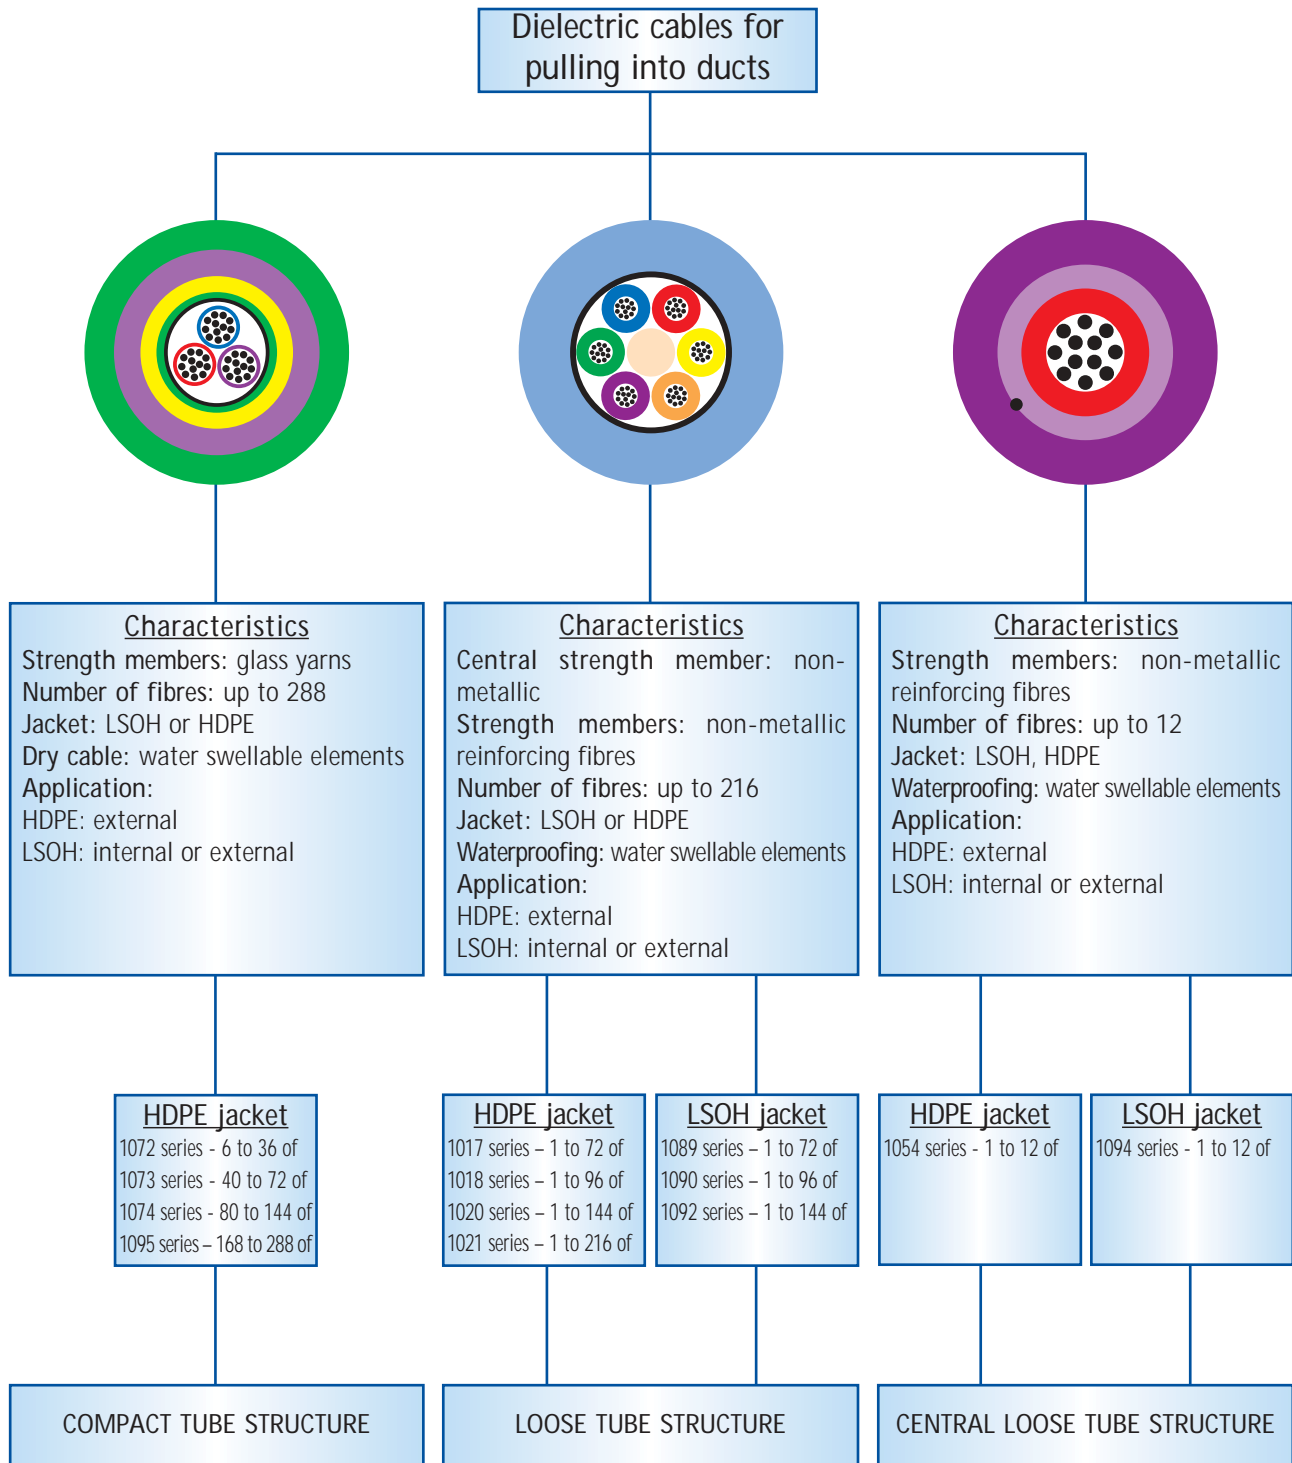 Dielectric cables for
pulling into ducts
Characteristics
Strength members: glass yarns
Number of fibres: up to 288
Jacket: LSOH or HDPE
Dry cable: water swellable elements
Application:
HDPE: external
LSOH: internal or external
Characteristics
Central strength member: non-
metallic
Strength members: non-metallic
reinforcing fibres
Number of fibres: up to 216
Jacket: LSOH or HDPE
Waterproofing: water swellable elements
Application:
HDPE: external
LSOH: internal or external
Characteristics
Strength members: non-metallic
reinforcing fibres
Number of fibres: up to 12
Jacket: LSOH, HDPE
Waterproofing: water swellable elements
Application:
HDPE: external
LSOH: internal or external
HDPE jacket
1072 series - 6 to 36 of
1073 series - 40 to 72 of
1074 series - 80 to 144 of
1095 series – 168 to 288 of
HDPE jacket
1017 series – 1 to 72 of
1018 series – 1 to 96 of
1020 series – 1 to 144 of
1021 series – 1 to 216 of
LSOH jacket
1089 series – 1 to 72 of
1090 series – 1 to 96 of
1092 series – 1 to 144 of
HDPE jacket
1054 series - 1 to 12 of
LSOH jacket
1094 series - 1 to 12 of
COMPACT TUBE STRUCTURE
LOOSE TUBE STRUCTURE
CENTRAL LOOSE TUBE STRUCTURE